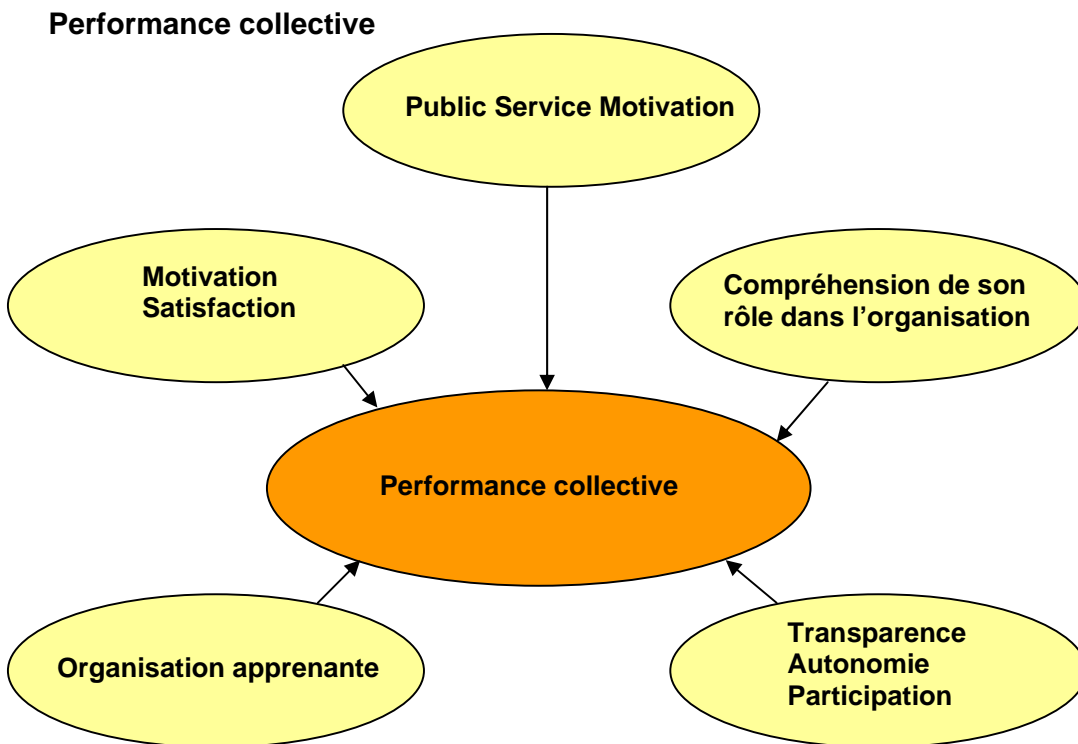 Performance collective
Public Service Motivation
Motivation
Satisfaction
Compréhension de son
rôle dans l’organisation
Performance collective
Organisation apprenante
Transparence
Autonomie
Participation